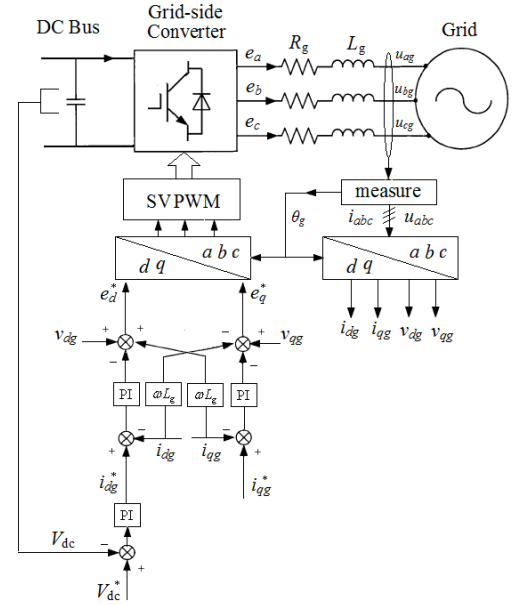 DC Bus
Grid-side
Converter
Grid
e_a
R_g
L_g
u_ag
e_b
u_bg
e_c
u_cg
SVPWM
measure
θ_g
i_abc
u_abc
a b c
d q
a b c
d q
e_d^*
e_q^*
i_dg
i_qg
v_dg
v_qg
v_dg
+
+
−
−
+
v_qg
−
PI
ωL_g
ωL_g
PI
−
+
−
+
i_dg
i_qg
i_dg^*
i_qg^*
PI
V_dc
−
+
V_dc^*